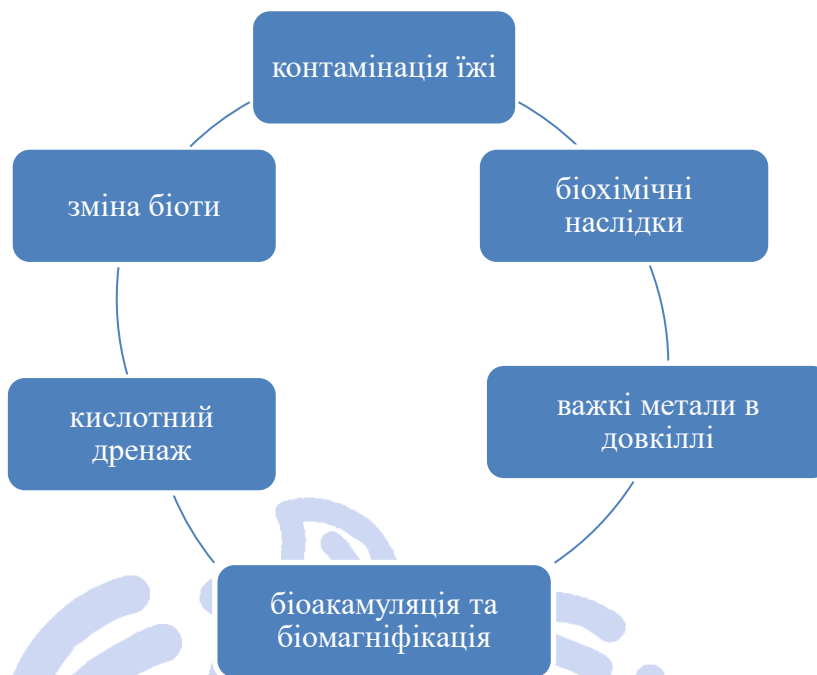 контамінація їжі
біохімічні
наслідки
важкі метали в
довкіллі
біоакамуляція та
біомагніфікація
кислотний
дренаж
зміна біоти